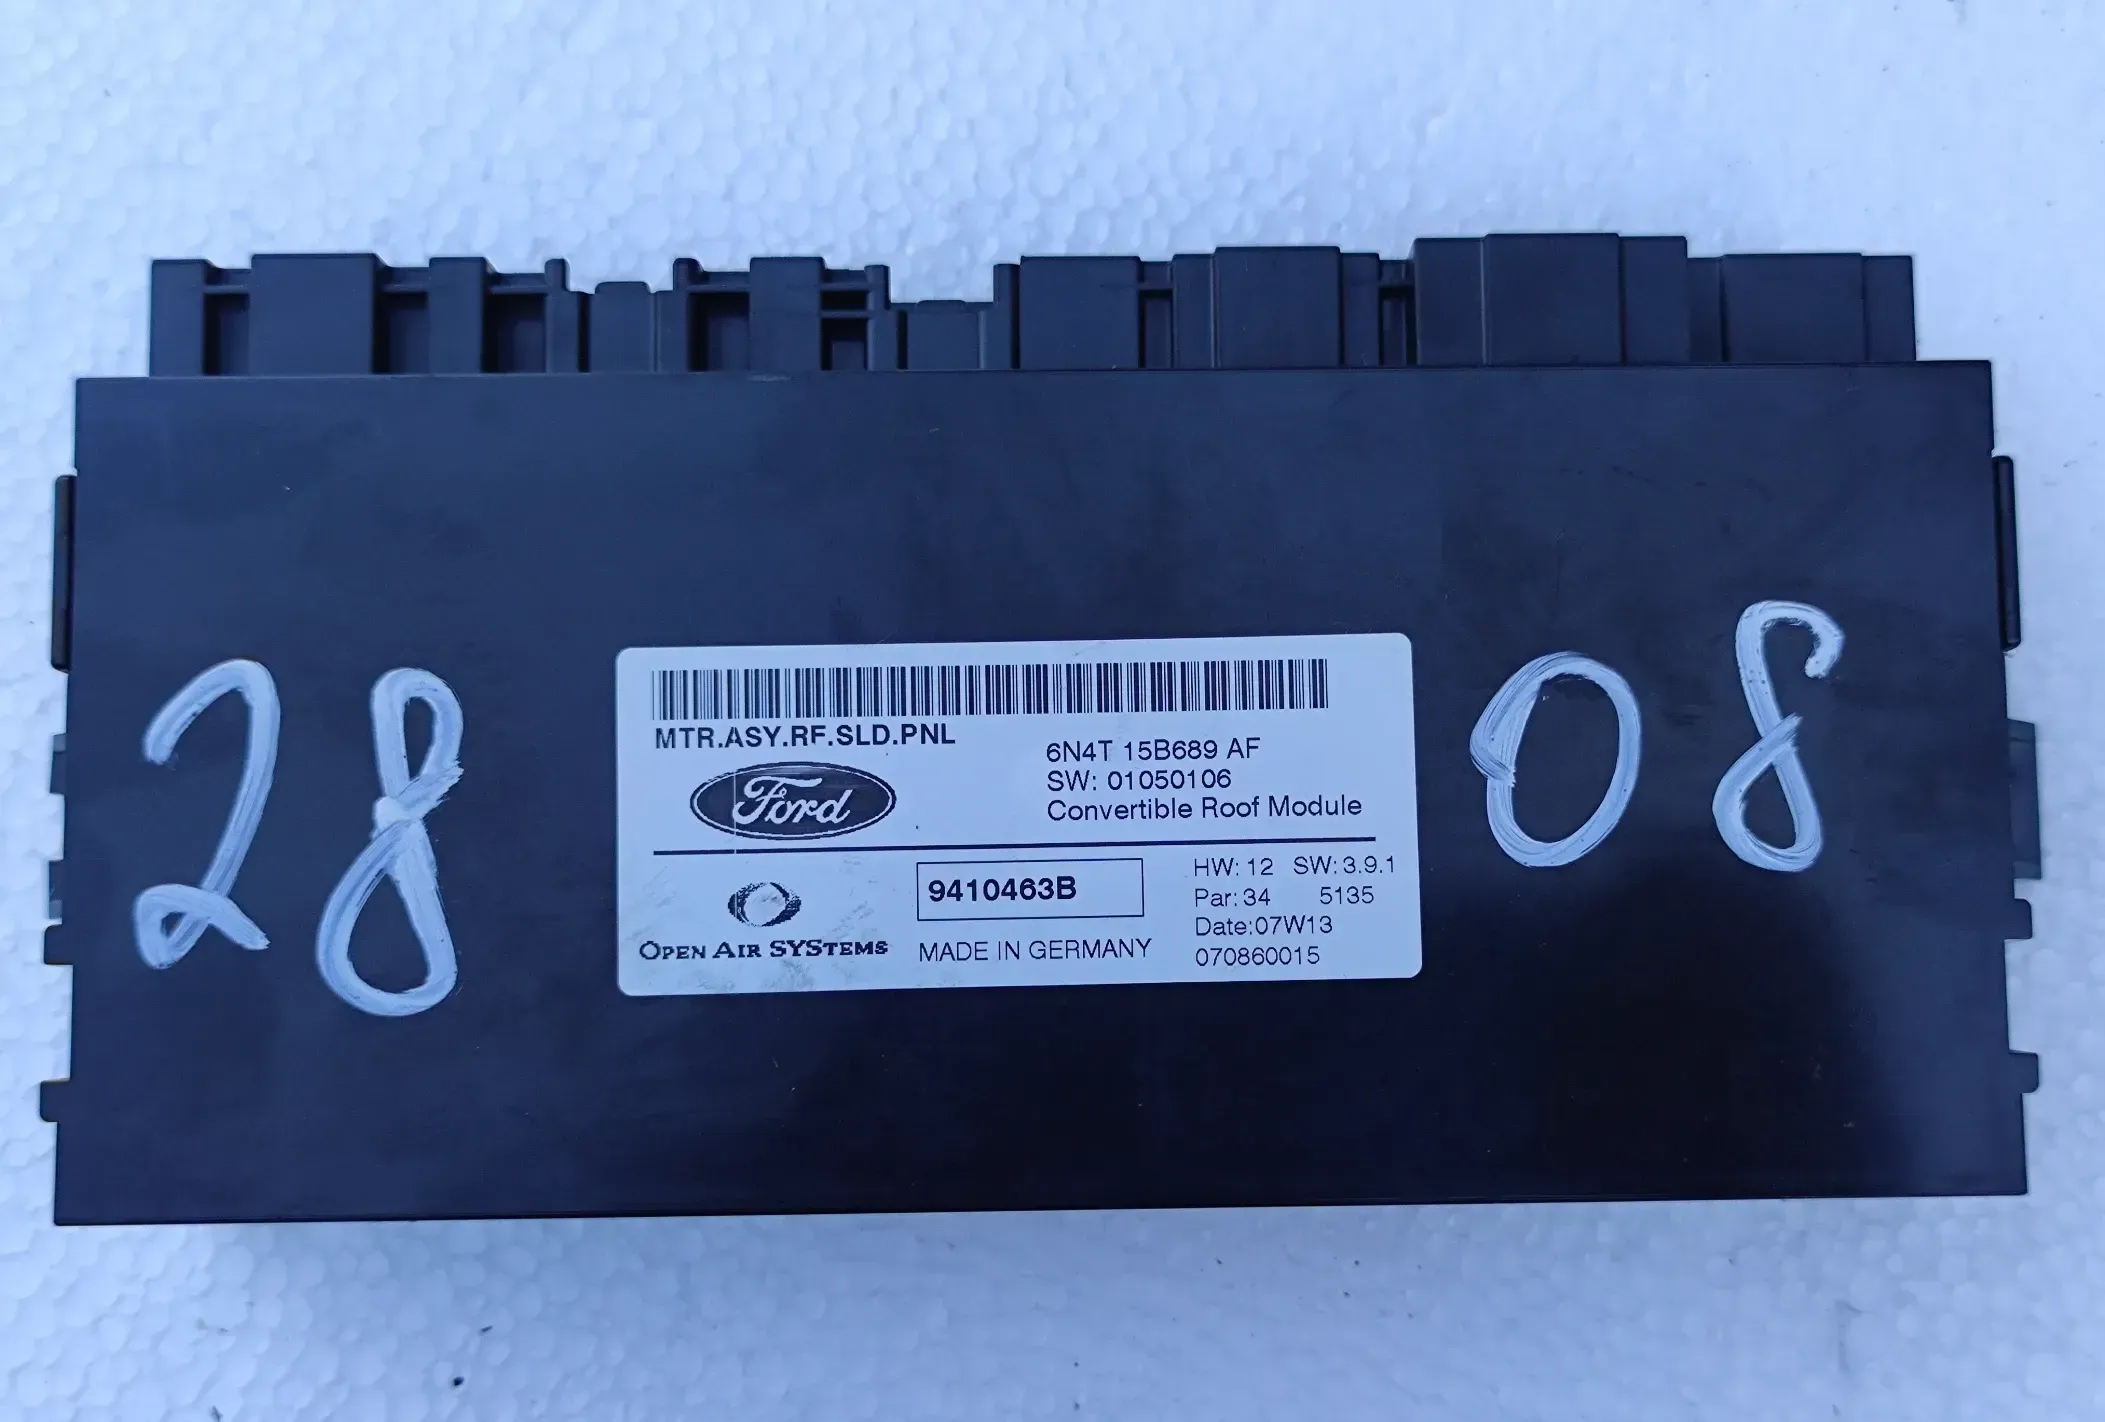 28
MTR.ASY.RF.SLD.PNL
6N4T 15B689 AF
SW: 01050106
Convertible Roof Module
Ford
9410463B
HW: 12 SW: 3.9.1
Par: 34 5135
Date:07W13
070860015
OPEN AIR SYSTEMS
MADE IN GERMANY
08